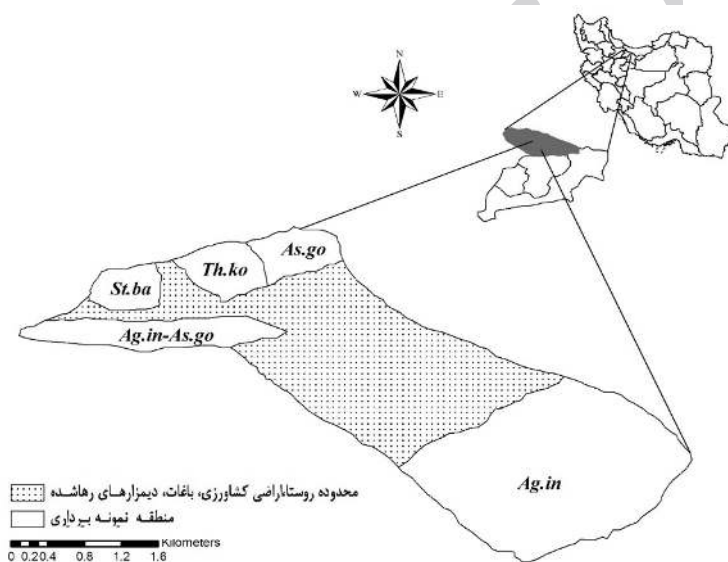 N
W E
S
As.go
Th.ko
St.ba
Ag.in-As.go
Ag.in
محدوده روستا،اراضی کشاورزی، باغات، دیمزارهای رهاشده
منطقه نمونه برداری
Kilometers
0 0.20.4 0.8 1.2 1.6